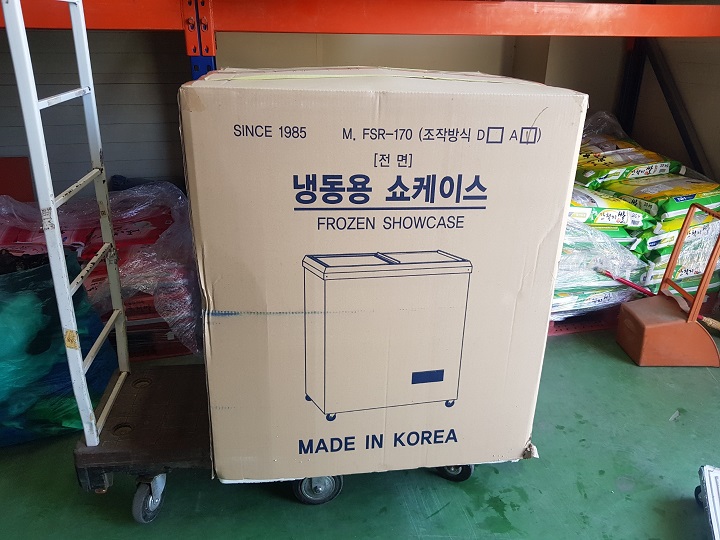 SINCE 1985 M. FSR-170 (조작방식 D□ A□)
[전 면]
냉동용 쇼케이스
FROZEN SHOWCASE
MADE IN KOREA